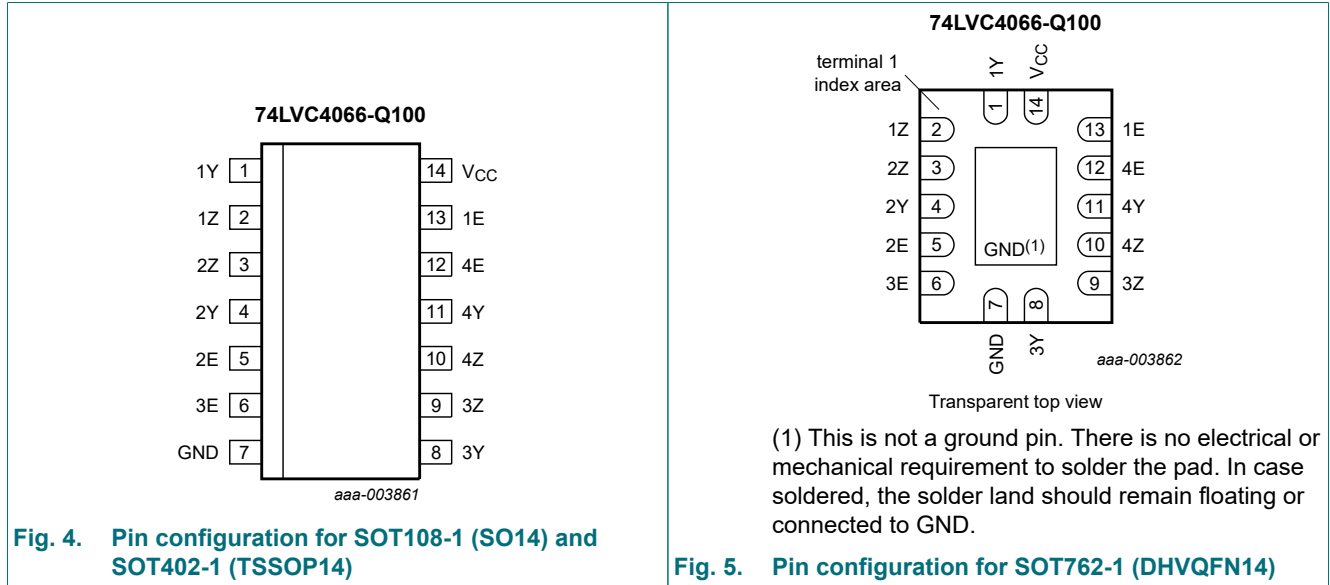 74LVC4066-Q100
1Y 1 14 VCC
1Z 2 13 1E
2Z 3 12 4E
2Y 4 11 4Y
2E 5 10 4Z
3E 6 9 3Z
GND 7 8 3Y
aaa-003861
Fig. 4. Pin configuration for SOT108-1 (SO14) and
SOT402-1 (TSSOP14)
74LVC4066-Q100
terminal 1
index area
1Y VCC
1 14
1Z 2 13 1E
2Z 3 12 4E
2Y 4 11 4Y
2E 5 GND(1) 10 4Z
3E 6 9 3Z
7 8
GND 3Y
aaa-003862
Transparent top view
(1) This is not a ground pin. There is no electrical or
mechanical requirement to solder the pad. In case
soldered, the solder land should remain floating or
connected to GND.
Fig. 5. Pin configuration for SOT762-1 (DHVQFN14)